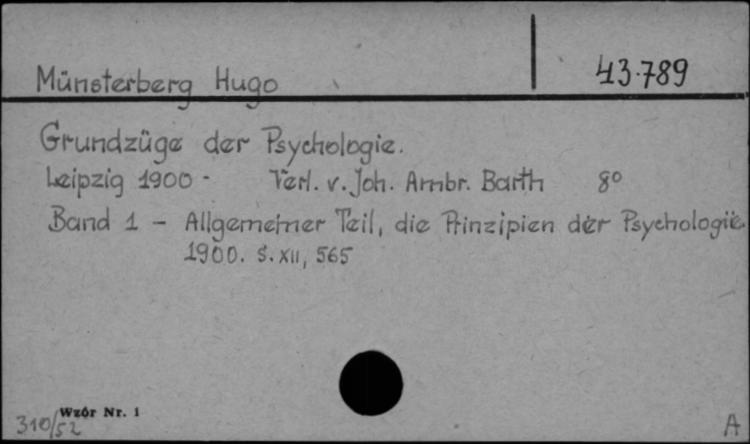 Münsterberg Hugo 43.789
Grundzüge der Psychologie.
Leipzig 1900 - Verl. v. Joh. Ambr. Barth 8°
Band 1 - Allgemeiner Teil, die Prinzipien der Psychologie.
1900. S. XII, 565
Wzór Nr. 1
310/52 A